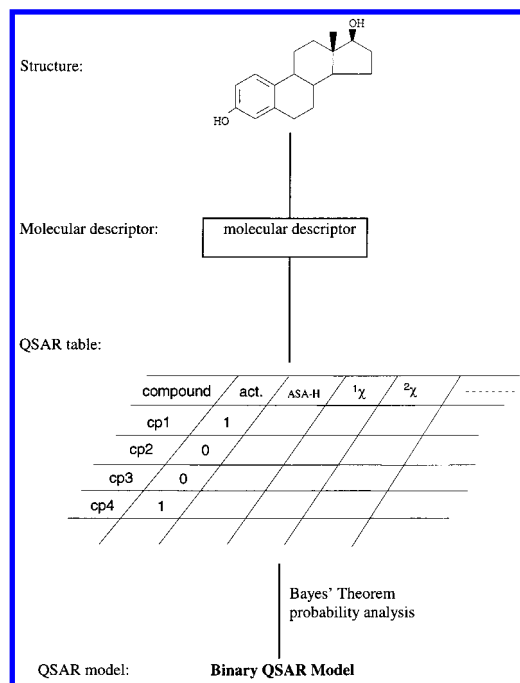 OH
Structure:
HO
Molecular descriptor: molecular descriptor
QSAR table:
compound act. ASA-H ¹χ ²χ
cp1 1
cp2 0
cp3 0
cp4 1
Bayes' Theorem
probability analysis
QSAR model: Binary QSAR Model